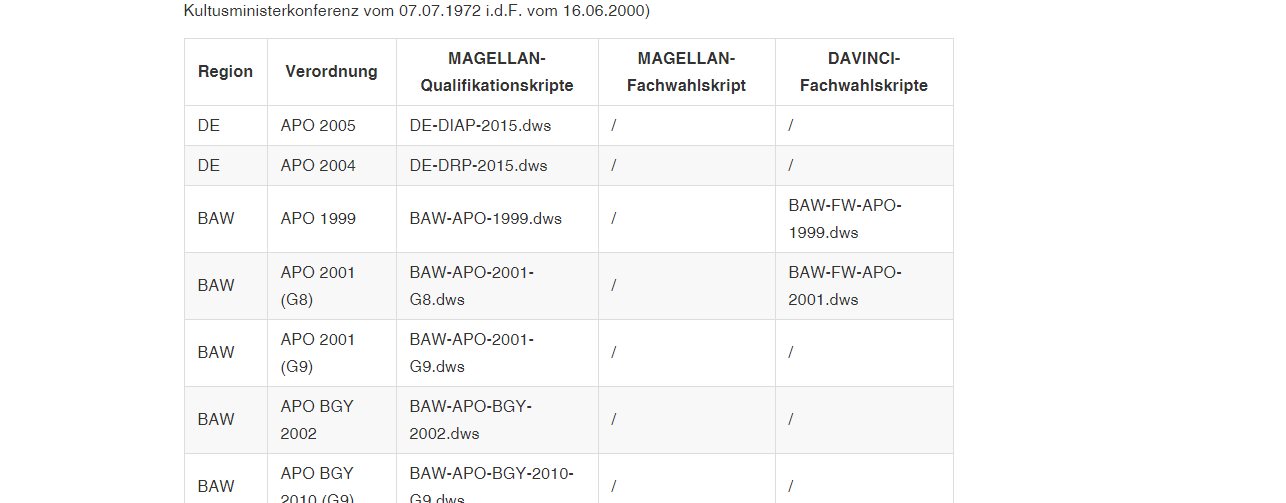 Kultusministerkonferenz vom 07.07.1972 i.d.F. vom 16.06.2000)
Region Verordnung MAGELLAN-Qualifikationskripte MAGELLAN-Fachwahlskript DAVINCI-Fachwahlskripte
DE APO 2005 DE-DIAP-2015.dws / /
DE APO 2004 DE-DRP-2015.dws / /
BAW APO 1999 BAW-APO-1999.dws / BAW-FW-APO-1999.dws
BAW APO 2001 (G8) BAW-APO-2001-G8.dws / BAW-FW-APO-2001.dws
BAW APO 2001 (G9) BAW-APO-2001-G9.dws / /
BAW APO BGY 2002 BAW-APO-BGY-2002.dws / /
BAW APO BGY 2010 (G9) BAW-APO-BGY-2010-G9.dws / /